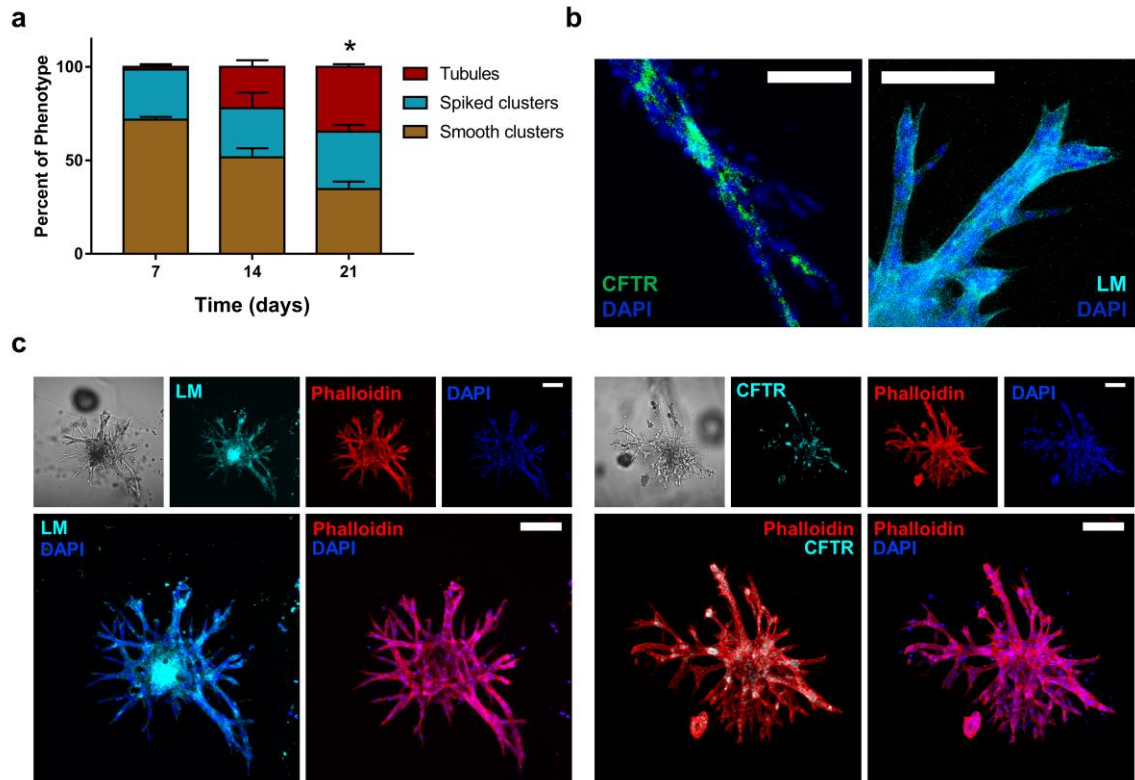 a
*
100
50
0
Percent of Phenotype
7
14
21
Time (days)
Tubules
Spiked clusters
Smooth clusters
b
CFTR
DAPI
LM
DAPI
c
LM
Phalloidin
DAPI
CFTR
Phalloidin
DAPI
LM
DAPI
Phalloidin
DAPI
Phalloidin
CFTR
Phalloidin
DAPI